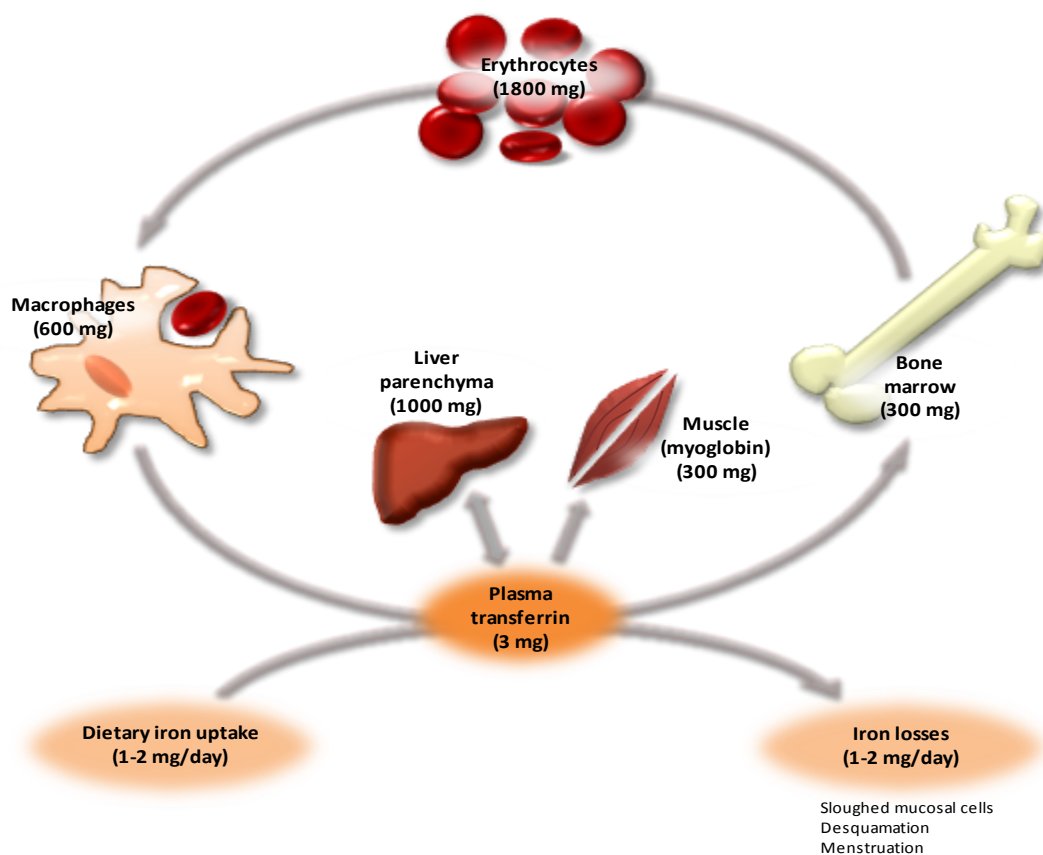 Erythrocytes
(1800 mg)
Macrophages
(600 mg)
Liver
parenchyma
(1000 mg)
Muscle
(myoglobin)
(300 mg)
Bone
marrow
(300 mg)
Plasma
transferrin
(3 mg)
Dietary iron uptake
(1-2 mg/day)
Iron losses
(1-2 mg/day)
Sloughed mucosal cells
Desquamation
Menstruation